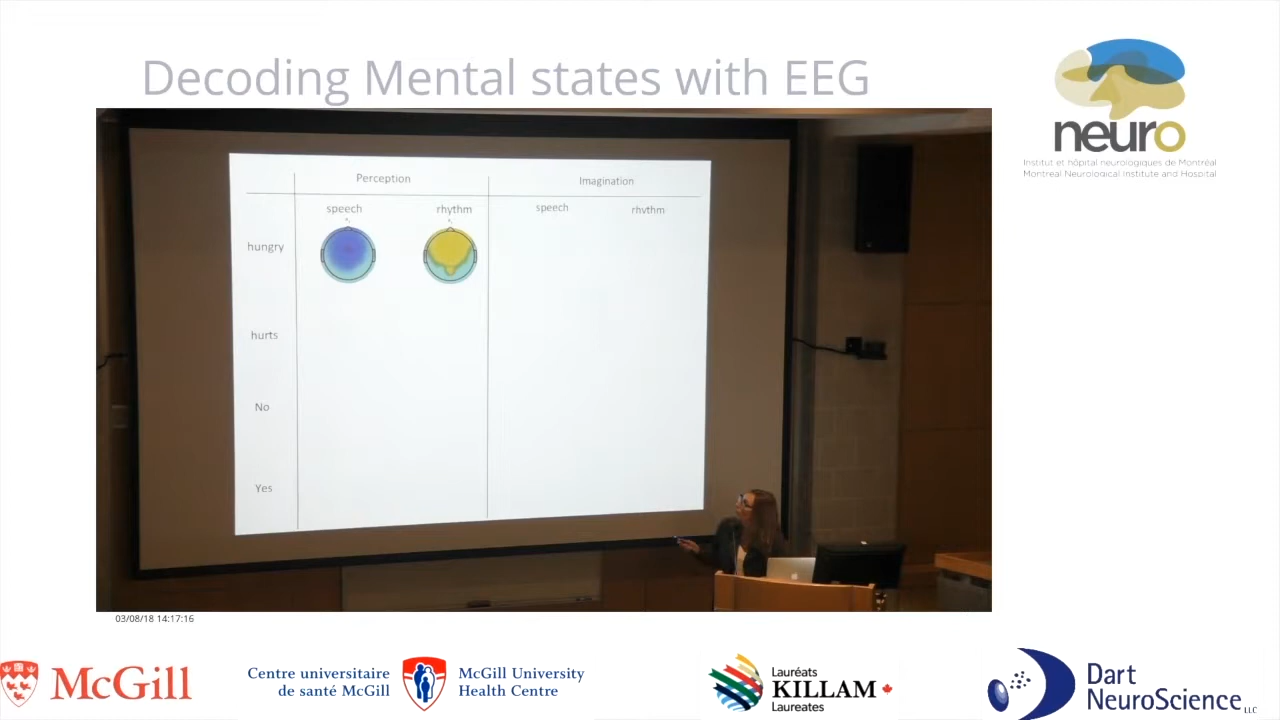 Decoding Mental states with EEG
neuro
Institut et hôpital neurologiques de Montréal
Montreal Neurological Institute and Hospital
Perception
Imagination
speech
rhythm
speech
rhythm
hungry
hurts
No
Yes
03/08/18 14:17:16
McGill
Centre universitaire
de santé McGill
McGill University
Health Centre
Lauréats
KILLAM
Laureates
Dart
NeuroScience LLC